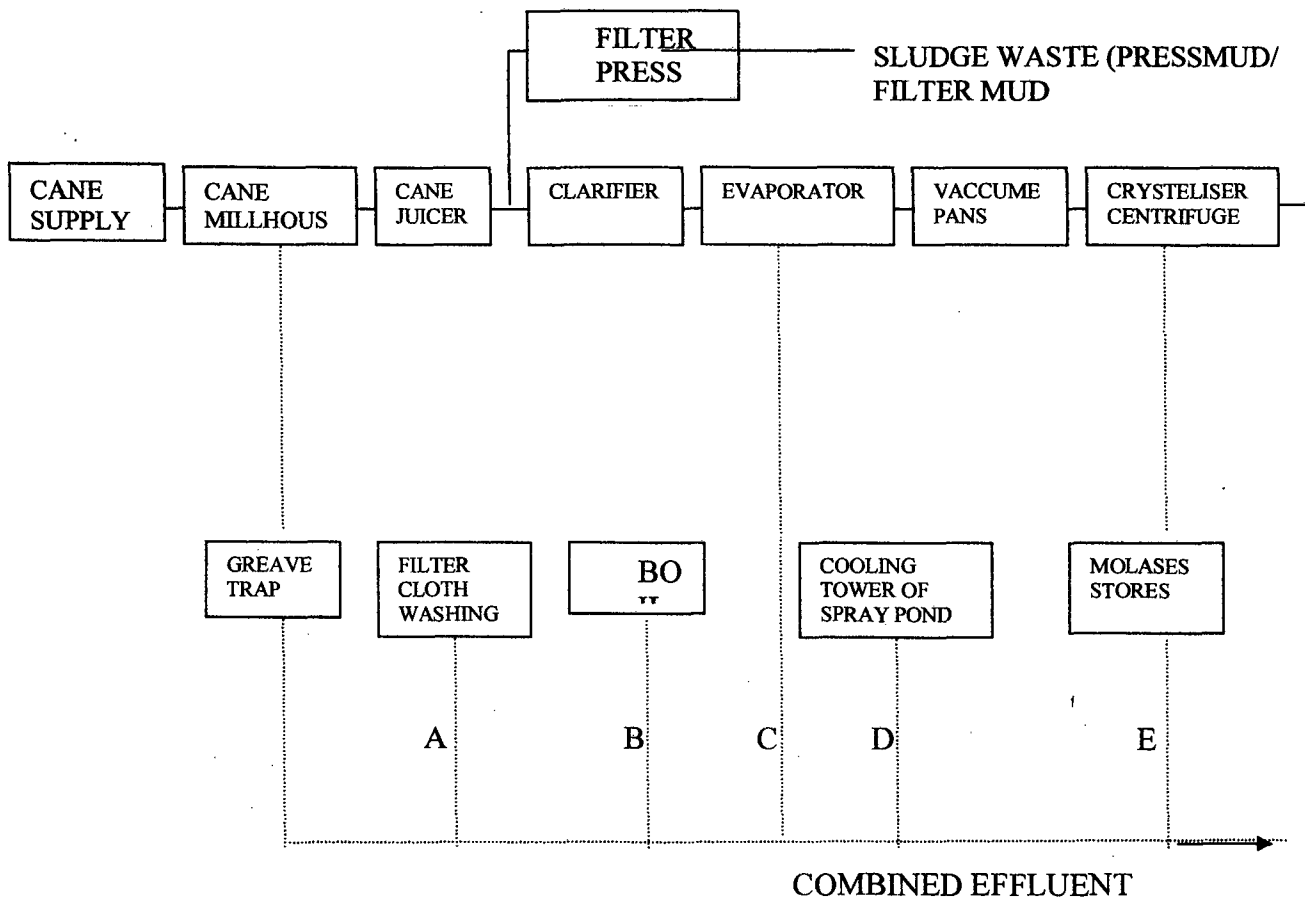 FILTER
PRESS
SLUDGE WASTE (PRESSMUD/
FILTER MUD
CANE
SUPPLY
CANE
MILLHOUS
CANE
JUICER
CLARIFIER
EVAPORATOR
VACCUME
PANS
CRYSTELISER
CENTRIFUGE
GREAVE
TRAP
FILTER
CLOTH
WASHING
BO
COOLING
TOWER OF
SPRAY POND
MOLASES
STORES
A
B
C
D
E
COMBINED EFFLUENT